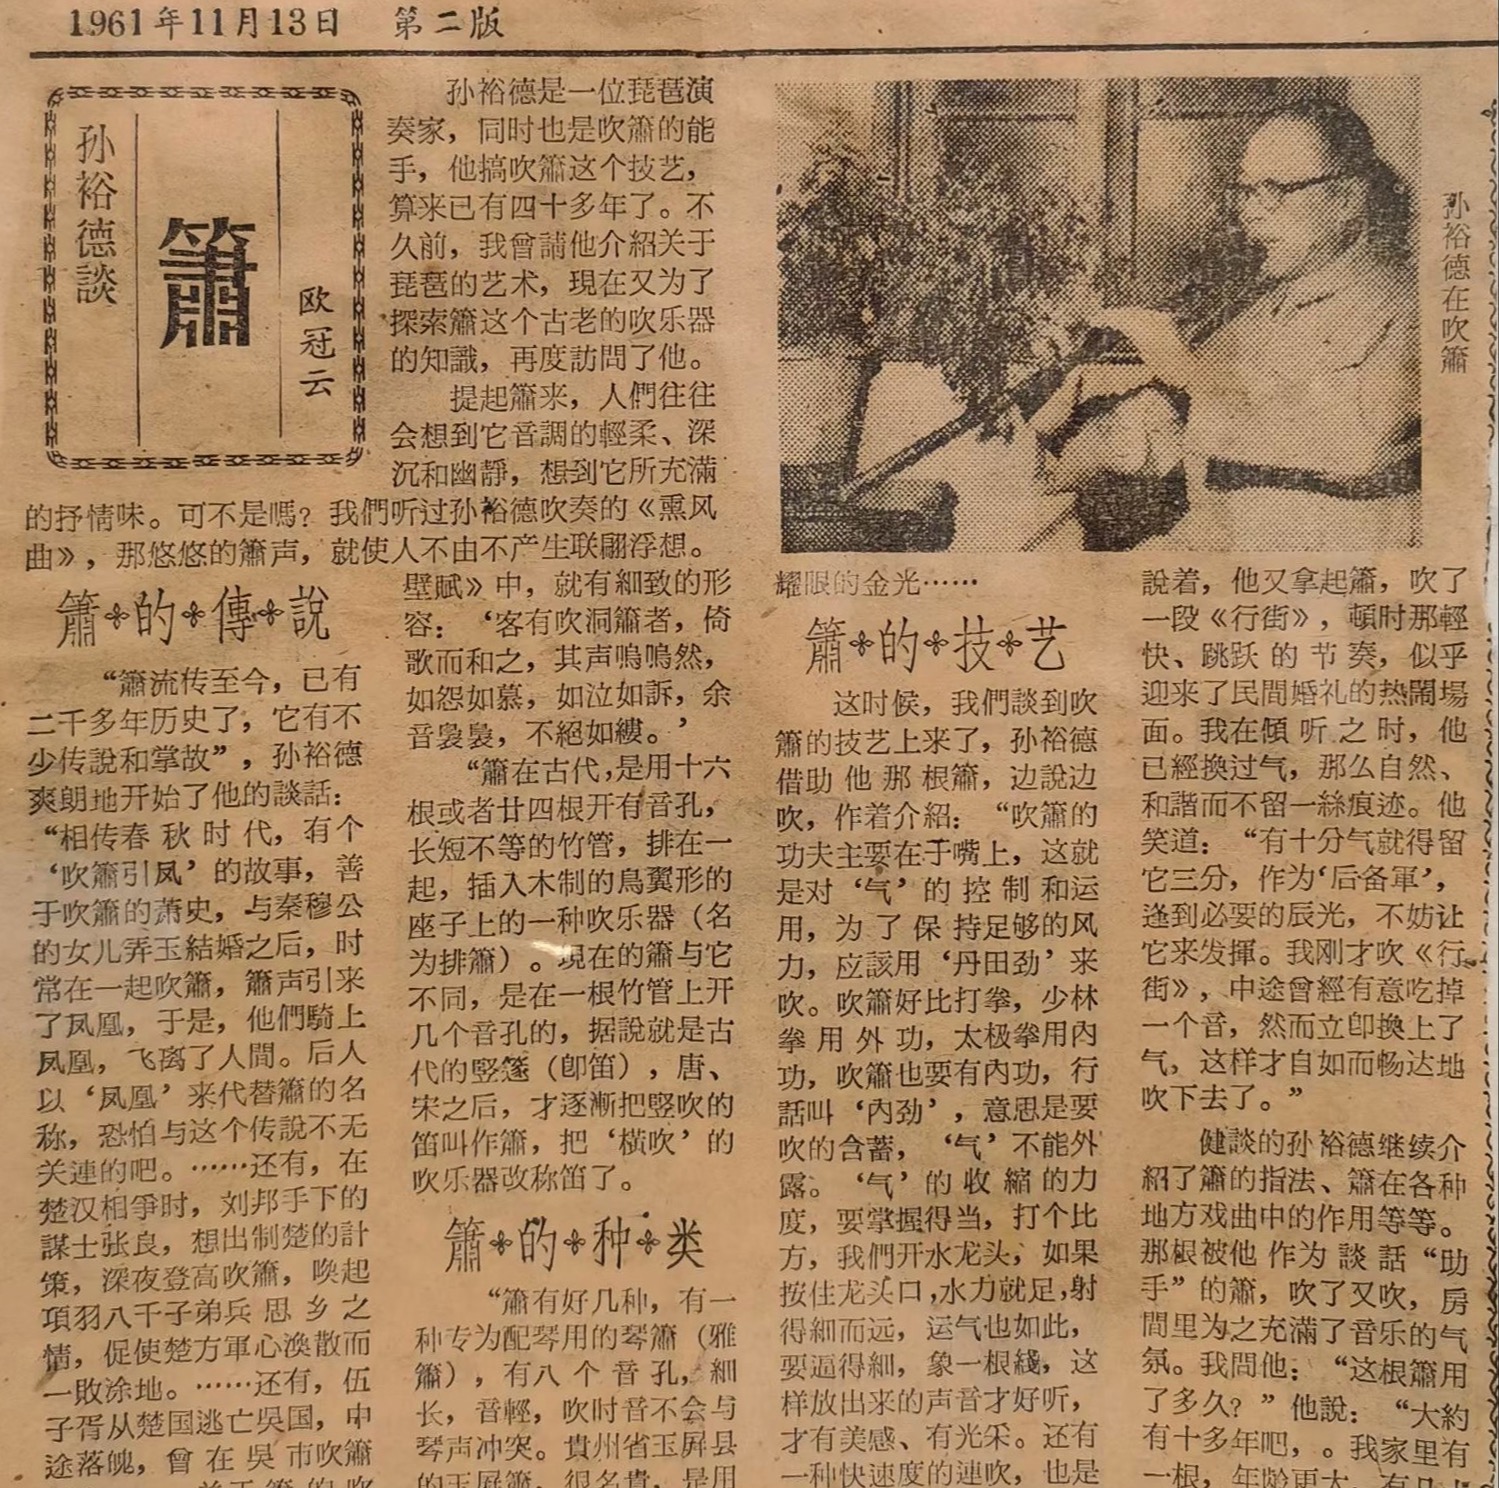 1961年11月13日　第二版
孙裕德談
簫
欧冠云
孙裕德是一位琵琶演
奏家，同时也是吹簫的能
手，他搞吹簫这个技艺，
算来已有四十多年了。不
久前，我曾請他介紹关于
琵琶的艺术，現在又为了
探索簫这个古老的吹乐器
的知識，再度訪問了他。
提起簫来，人們往往
会想到它音調的輕柔、深
沉和幽靜，想到它所充滿
的抒情味。可不是嗎？我們听过孙裕德吹奏的《熏风
曲》，那悠悠的簫声，就使人不由不产生联翩浮想。
孙裕德在吹簫
簫的傳說
“簫流传至今，已有
二千多年历史了，它有不
少传說和掌故”，孙裕德
爽朗地开始了他的談話：
“相传春秋时代，有个
‘吹簫引凤’的故事，善
于吹簫的萧史，与秦穆公
的女儿弄玉結婚之后，时
常在一起吹簫，簫声引来
了凤凰，于是，他們騎上
凤凰，飞离了人間。后人
以‘凤凰’来代替簫的名
称，恐怕与这个传說不无
关連的吧。……还有，在
楚汉相爭时，刘邦手下的
謀士张良，想出制楚的計
策，深夜登高吹簫，唤起
項羽八千子弟兵思乡之
情，促使楚方軍心渙散而
一敗涂地。……还有，伍
子胥从楚国逃亡吳国，中
途落魄，曾在吳市吹簫
壁賦》中，就有細致的形
容：‘客有吹洞簫者，倚
歌而和之，其声嗚嗚然，
如怨如慕，如泣如訴，余
音裊裊，不絕如縷。’
“簫在古代，是用十六
根或者廿四根开有音孔，
长短不等的竹管，排在一
起，插入木制的鳥翼形的
座子上的一种吹乐器（名
为排簫）。現在的簫与它
不同，是在一根竹管上开
几个音孔的，据說就是古
代的竪篴（卽笛），唐、
宋之后，才逐漸把竪吹的
笛叫作簫，把‘橫吹’的
吹乐器改称笛了。
簫的种类
“簫有好几种，有一
种专为配琴用的琴簫（雅
簫），有八个音孔，細
长，音輕，吹时音不会与
琴声冲突。貴州省玉屛县
的玉屛簫，很名貴，是用
耀眼的金光……
簫的技艺
这时候，我們談到吹
簫的技艺上来了，孙裕德
借助他那根簫，边說边
吹，作着介紹：“吹簫的
功夫主要在于嘴上，这就
是对‘气’的控制和运
用，为了保持足够的风
力，应該用‘丹田劲’来
吹。吹簫好比打拳，少林
拳用外功，太极拳用內
功，吹簫也要有內功，行
話叫‘內劲’，意思是要
吹的含蓄，‘气’不能外
露。‘气’的收縮的力
度，要掌握得当，打个比
方，我們开水龙头，如果
按住龙头口，水力就足，射
得細而远，运气也如此，
要逼得細，象一根綫，这
样放出来的声音才好听，
才有美感、有光采。还有
一种快速度的連吹，也是
說着，他又拿起簫，吹了
一段《行街》，頓时那輕
快、跳跃的节奏，似乎
迎来了民間婚礼的热鬧場
面。我在傾听之时，他
已經换过气，那么自然、
和諧而不留一絲痕迹。他
笑道：“有十分气就得留
它三分，作为‘后备軍’，
逢到必要的辰光，不妨让
它来发揮。我刚才吹《行
街》，中途曾經有意吃掉
一个音，然而立卽換上了
气，这样才自如而畅达地
吹下去了。”
健談的孙裕德继续介
紹了簫的指法、簫在各种
地方戏曲中的作用等等。
那根被他作为談話“助
手”的簫，吹了又吹，房
間里为之充滿了音乐的气
氛。我問他：“这根簫用
了多久？”他說：“大約
有十多年吧，。我家里有
一根，年龄更大，有几十